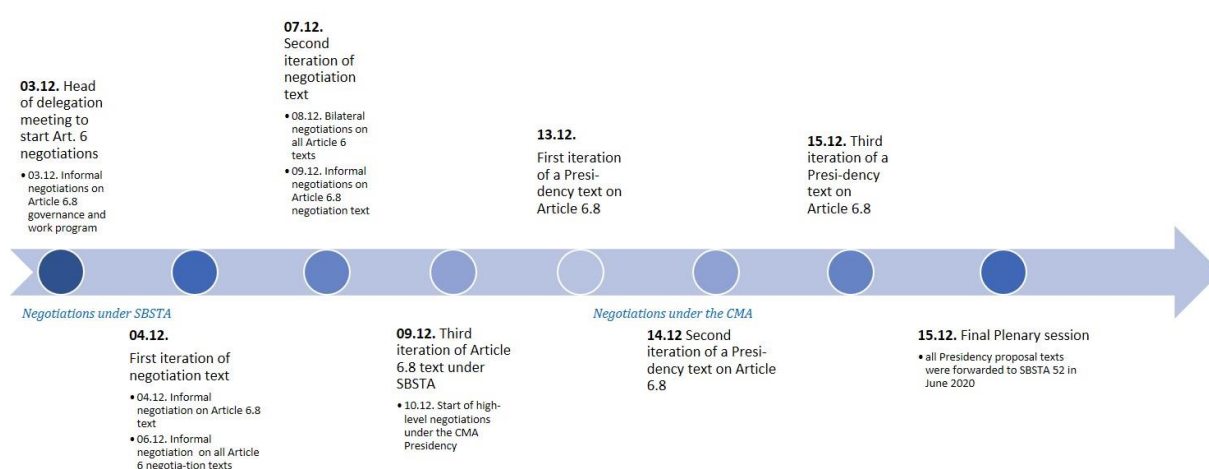 03.12. Head
of delegation
meeting to
start Art. 6
negotiations
• 03.12. Informal
negotiations on
Article 6.8
governance and
work program
07.12.
Second
iteration of
negotiation
text
• 08.12. Bilateral
negotiations on
all Article 6
texts
• 09.12. Informal
negotiations on
Article 6.8
negotiation text
13.12.
First iteration
of a Presi-
dency text on
Article 6.8
15.12. Third
iteration of a
Presi-dency
text on
Article 6.8
Negotiations under SBSTA
Negotiations under the CMA
04.12.
First iteration of
negotiation text
• 04.12. Informal
negotiation on Article 6.8
text
• 06.12. Informal
negotiation on all Article
6 negotia-tion texts
09.12. Third
iteration of Article
6.8 text under
SBSTA
• 10.12. Start of high-
level negotiations
under the CMA
Presidency
14.12 Second
iteration of a Presi-
dency text on Article
6.8
15.12. Final Plenary session
• all Presidency proposal texts
were forwarded to SBSTA 52 in
June 2020